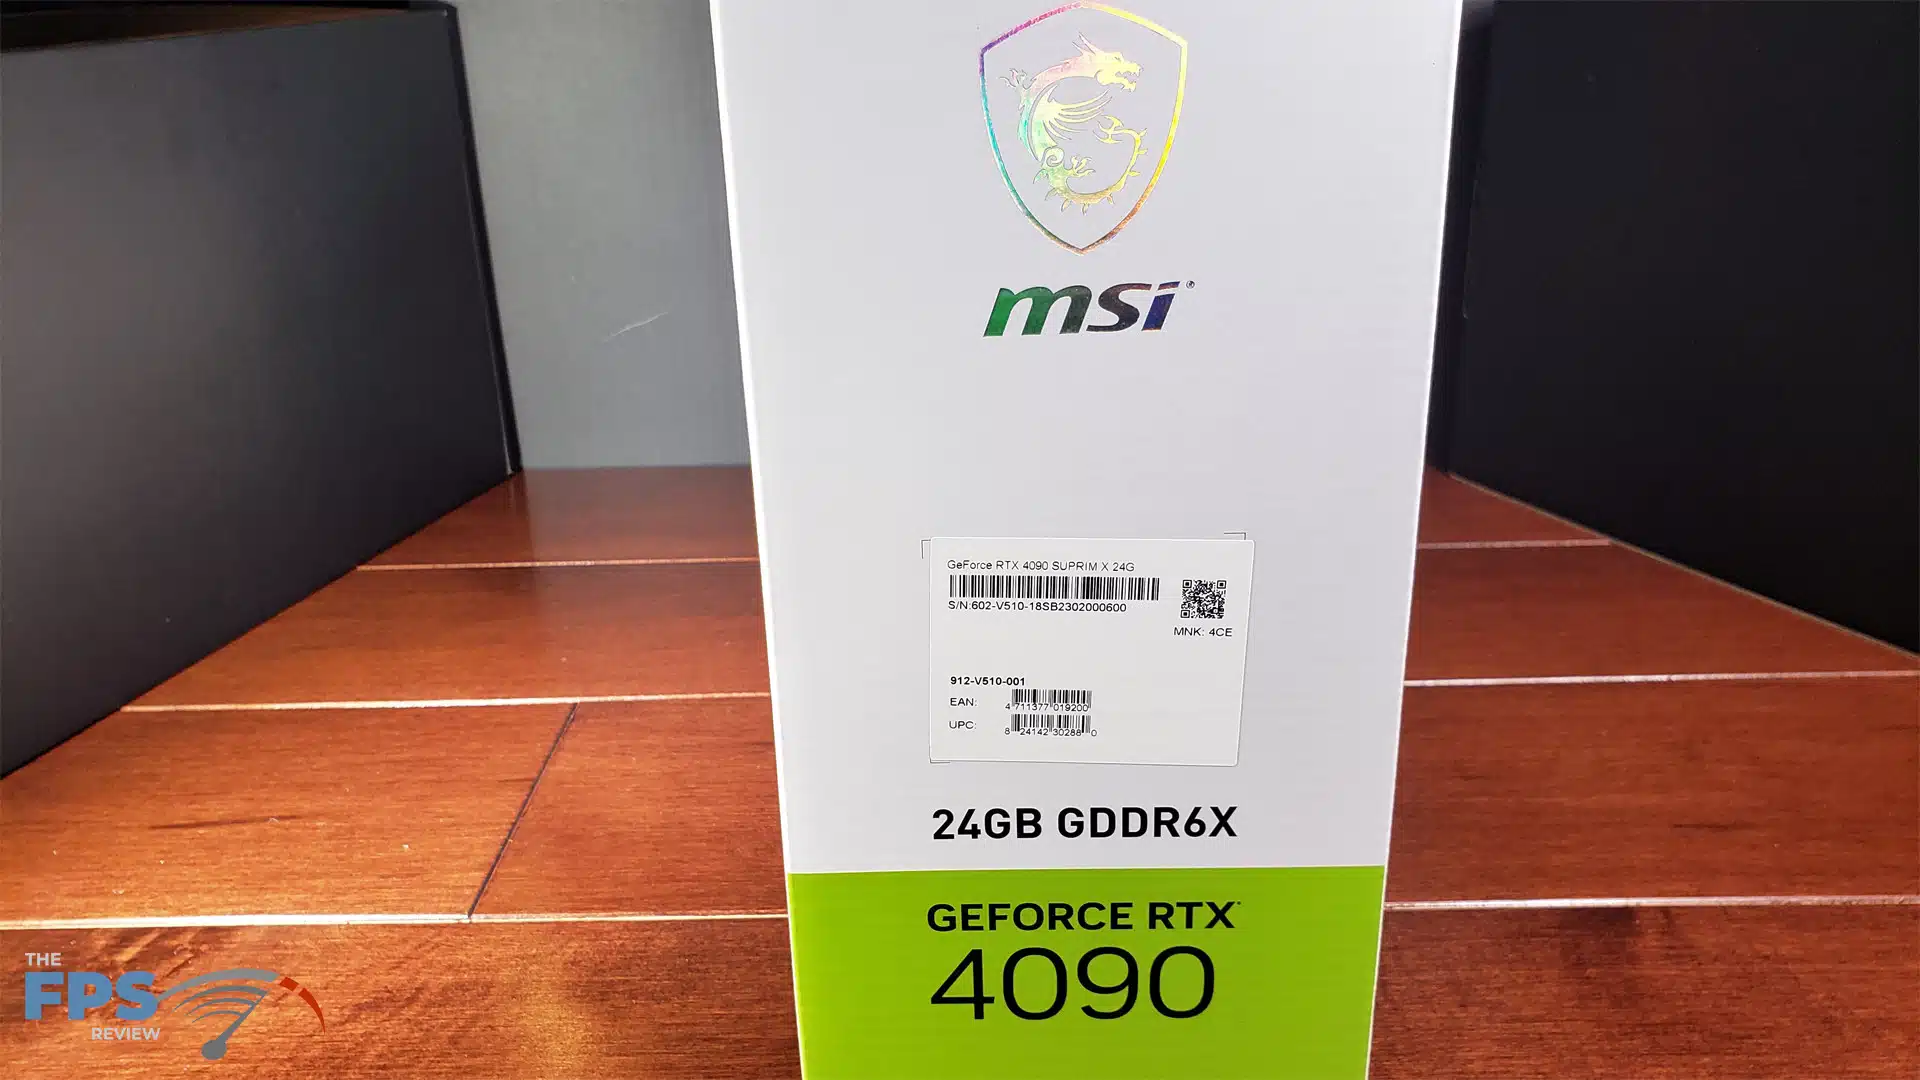 msi®
GeForce RTX 4090 SUPRIM X 24G
S/N:602-V510-18SB2302000600
MNK: 4CE
912-V510-001
EAN: 4 711377 019200
UPC: 8 24142 30288 0
24GB GDDR6X
GEFORCE RTX
4090
THE
FPS
REVIEW